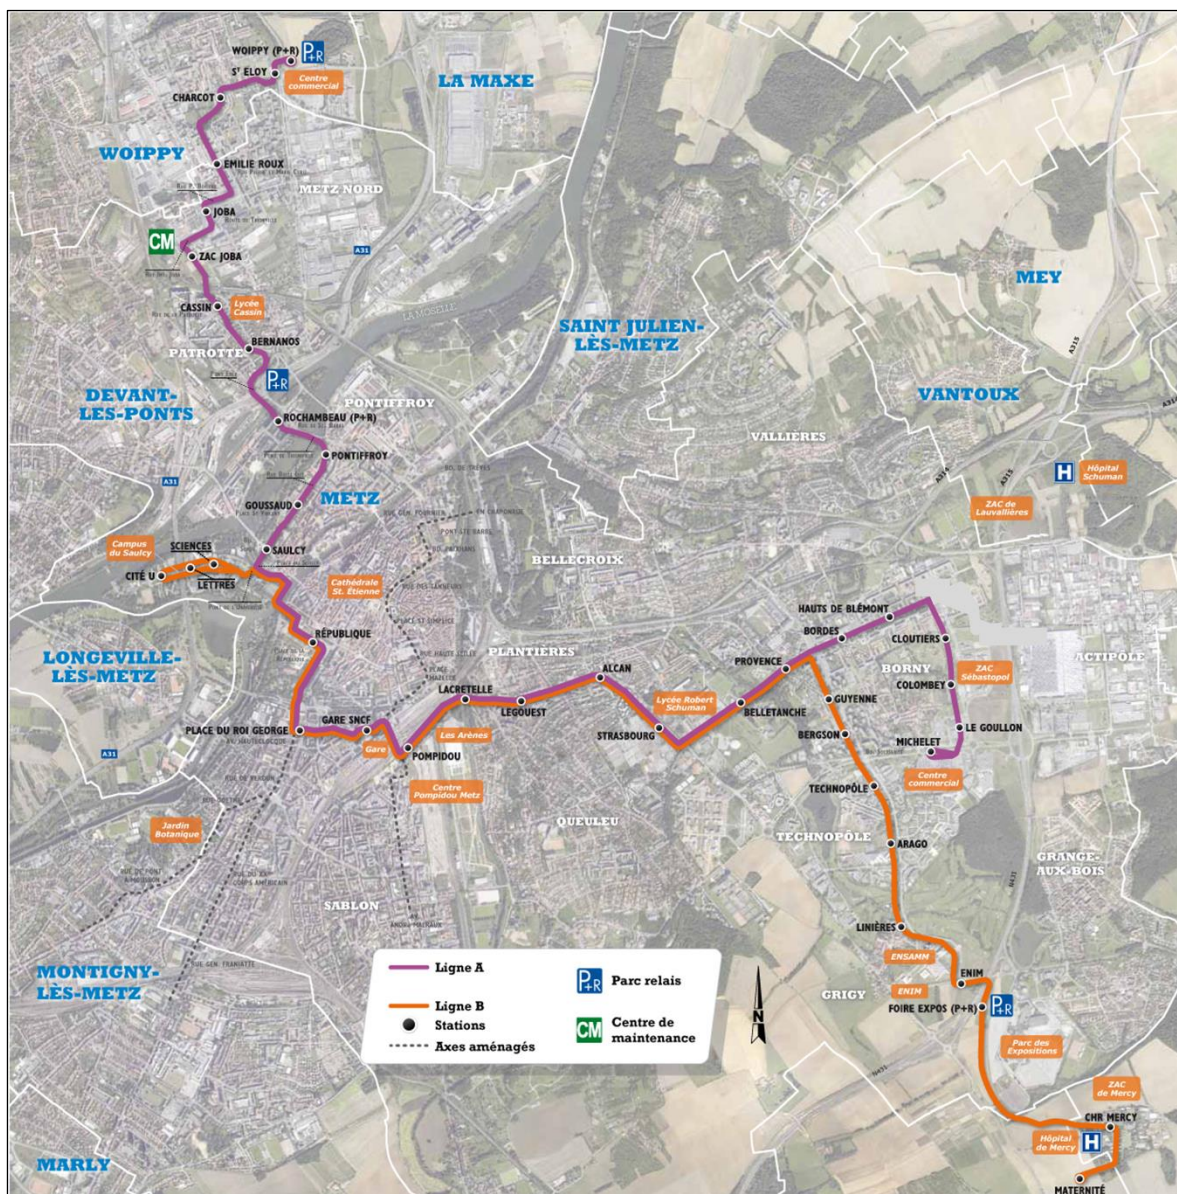 WOIPPY (P+R)
P+R
ST ÉLOY
Centre
commercial
LA MAXE
CHARCOT
WOIPPY
ÉMILIE ROUX
METZ NORD
JOBA
CM
ZAC JOBA
A31
MEY
CASSIN
Lycée
Cassin
LA MOSELLE
SAINT JULIEN-
LÈS-METZ
A315
BERNANOS
PATROTTE
P+R
DEVANT-
LES-PONTS
PONTIFFROY
VANTOUX
A314
ROCHAMBEAU (P+R)
VALLIÈRES
PONTIFFROY
A31
METZ
GOUSSAUD
H
Hôpital
Schuman
A314
A315
ZAC de
Lauvallières
Campus
du Saulcy
SCIENCES
SAULCY
CITÉ U
LETTRES
BELLECROIX
Cathédrale
St. Étienne
RÉPUBLIQUE
HAUTS DE BLÉMONT
BORDES
CLOUTIERS
PLANTIÈRES
LONGEVILLE-
LÈS-METZ
ACTIPÔLE
ALCAN
PROVENCE
BORNY
ZAC
Sébastopol
COLOMBEY
LACRETELLE
LEGOUEST
Lycée Robert
Schuman
BELLETANCHE
GUYENNE
PLACE DU ROI GEORGE
GARE SNCF
Gare
Les Arènes
POMPIDOU
STRASBOURG
BERGSON
LE GOULLON
MICHELET
A31
Centre
Pompidou Metz
TECHNOPÔLE
Centre
commercial
Jardin
Botanique
QUEULEU
TECHNOPÔLE
ARAGO
GRANGE-
AUX-BOIS
N431
SABLON
LINIÈRES
ENSAMM
MONTIGNY-
LÈS-METZ
Ligne A
P+R
Parc relais
Ligne B
Stations
CM
Centre de
maintenance
Axes aménagés
N
GRIGY
ENIM
ENIM
FOIRE EXPOS (P+R)
P+R
Parc des
Expositions
N431
ZAC
de Mercy
CHR MERCY
Hôpital
de Mercy
H
MARLY
MATERNITÉ